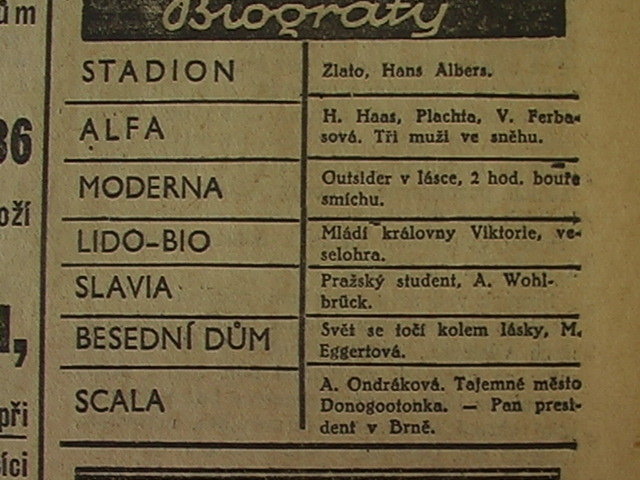 Biografy
STADION
Zlato, Hans Albers.
ALFA
H. Haas, Plachta, V. Ferba-
sová. Tři muži ve sněhu.
MODERNA
Outsider v lásce, 2 hod. bouře
smíchu.
LIDO-BIO
Mládí královny Viktorie, ve-
selohra.
SLAVIA
Pražský student, A. Wohl-
brück.
BESEDNÍ DŮM
Svět se točí kolem lásky, M.
Eggertová.
SCALA
A. Ondráková. Tajemné město
Donogootonka. — Pan presi-
dent v Brně.
36
při